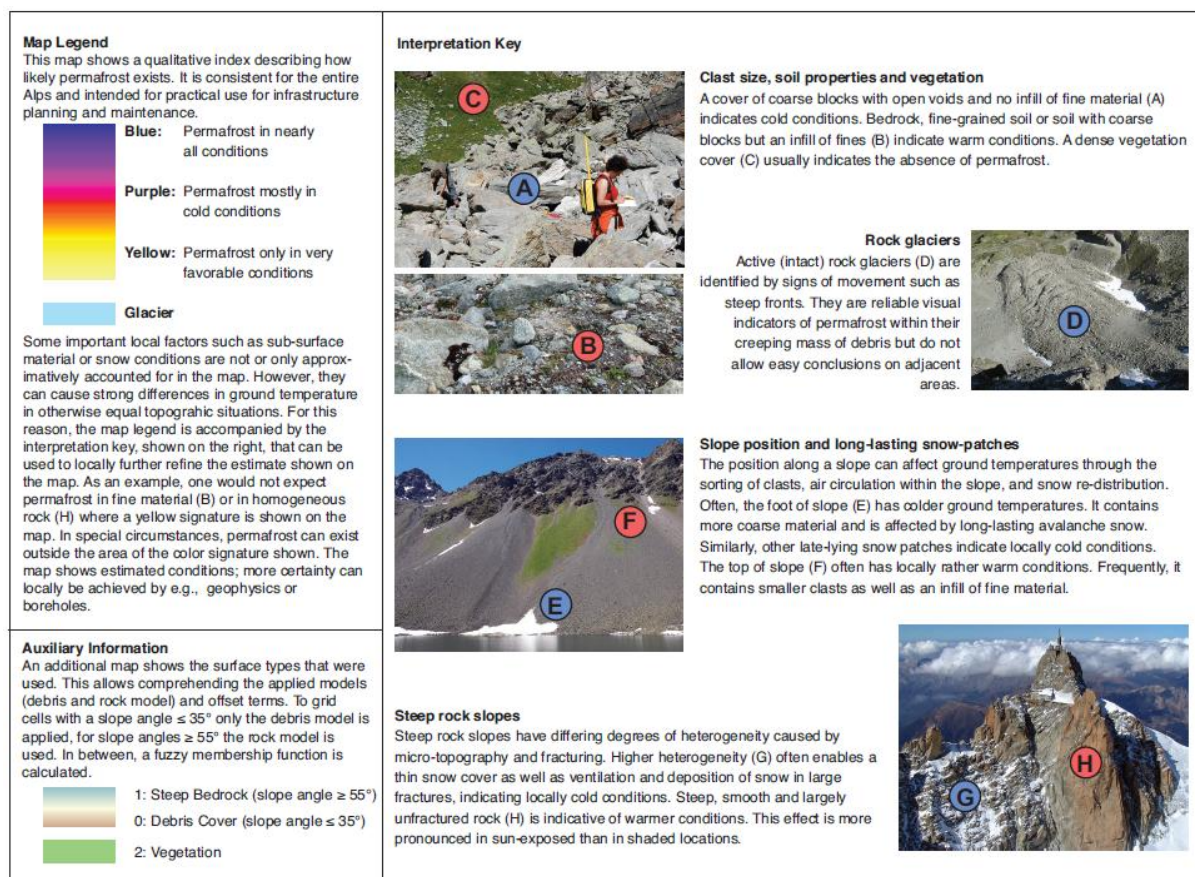 Map Legend
This map shows a qualitative index describing how
likely permafrost exists. It is consistent for the entire
Alps and intended for practical use for infrastructure
planning and maintenance.
Blue: Permafrost in nearly
all conditions
Purple: Permafrost mostly in
cold conditions
Yellow: Permafrost only in very
favorable conditions
Glacier
Some important local factors such as sub-surface
material or snow conditions are not or only approx-
imatively accounted for in the map. However, they
can cause strong differences in ground temperature
in otherwise equal topograhic situations. For this
reason, the map legend is accompanied by the
interpretation key, shown on the right, that can be
used to locally further refine the estimate shown on
the map. As an example, one would not expect
permafrost in fine material (B) or in homogeneous
rock (H) where a yellow signature is shown on the
map. In special circumstances, permafrost can exist
outside the area of the color signature shown. The
map shows estimated conditions; more certainty can
locally be achieved by e.g., geophysics or
boreholes.
Auxiliary Information
An additional map shows the surface types that were
used. This allows comprehending the applied models
(debris and rock model) and offset terms. To grid
cells with a slope angle ≤ 35° only the debris model is
applied, for slope angles ≥ 55° the rock model is
used. In between, a fuzzy membership function is
calculated.
1: Steep Bedrock (slope angle ≥ 55°)
0: Debris Cover (slope angle ≤ 35°)
2: Vegetation
Interpretation Key
C
A
B
Clast size, soil properties and vegetation
A cover of coarse blocks with open voids and no infill of fine material (A)
indicates cold conditions. Bedrock, fine-grained soil or soil with coarse
blocks but an infill of fines (B) indicate warm conditions. A dense vegetation
cover (C) usually indicates the absence of permafrost.
Rock glaciers
Active (intact) rock glaciers (D) are
identified by signs of movement such as
steep fronts. They are reliable visual
indicators of permafrost within their
creeping mass of debris but do not
allow easy conclusions on adjacent
areas.
D
F
E
Slope position and long-lasting snow-patches
The position along a slope can affect ground temperatures through the
sorting of clasts, air circulation within the slope, and snow re-distribution.
Often, the foot of slope (E) has colder ground temperatures. It contains
more coarse material and is affected by long-lasting avalanche snow.
Similarly, other late-lying snow patches indicate locally cold conditions.
The top of slope (F) often has locally rather warm conditions. Frequently, it
contains smaller clasts as well as an infill of fine material.
Steep rock slopes
Steep rock slopes have differing degrees of heterogeneity caused by
micro-topography and fracturing. Higher heterogeneity (G) often enables a
thin snow cover as well as ventilation and deposition of snow in large
fractures, indicating locally cold conditions. Steep, smooth and largely
unfractured rock (H) is indicative of warmer conditions. This effect is more
pronounced in sun-exposed than in shaded locations.
G
H